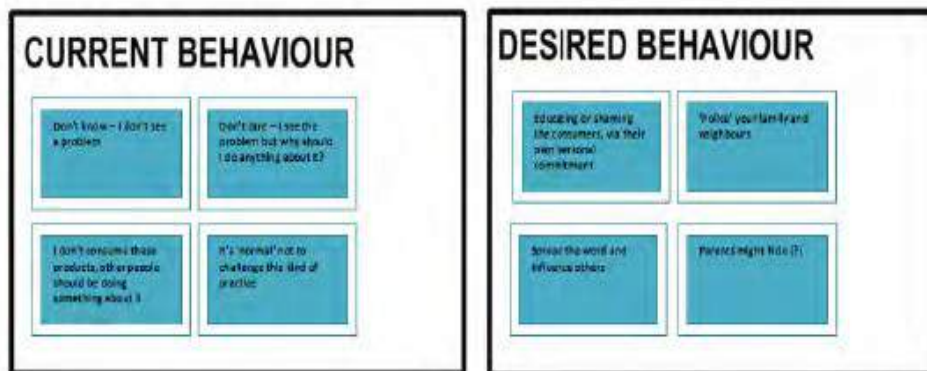 CURRENT BEHAVIOUR
Don't know – I don't see
a problem
Don't care – I see the
problem but why should
I do anything about it?
I don't consume these
products, other people
should be doing
something about it
It's 'normal' not to
challenge this kind of
practice
DESIRED BEHAVIOUR
Educating or shaming
the consumers, via their
own personal
commitment
'Police' your family and
neighbours
Spread the word and
influence others
Parents might hide (?)